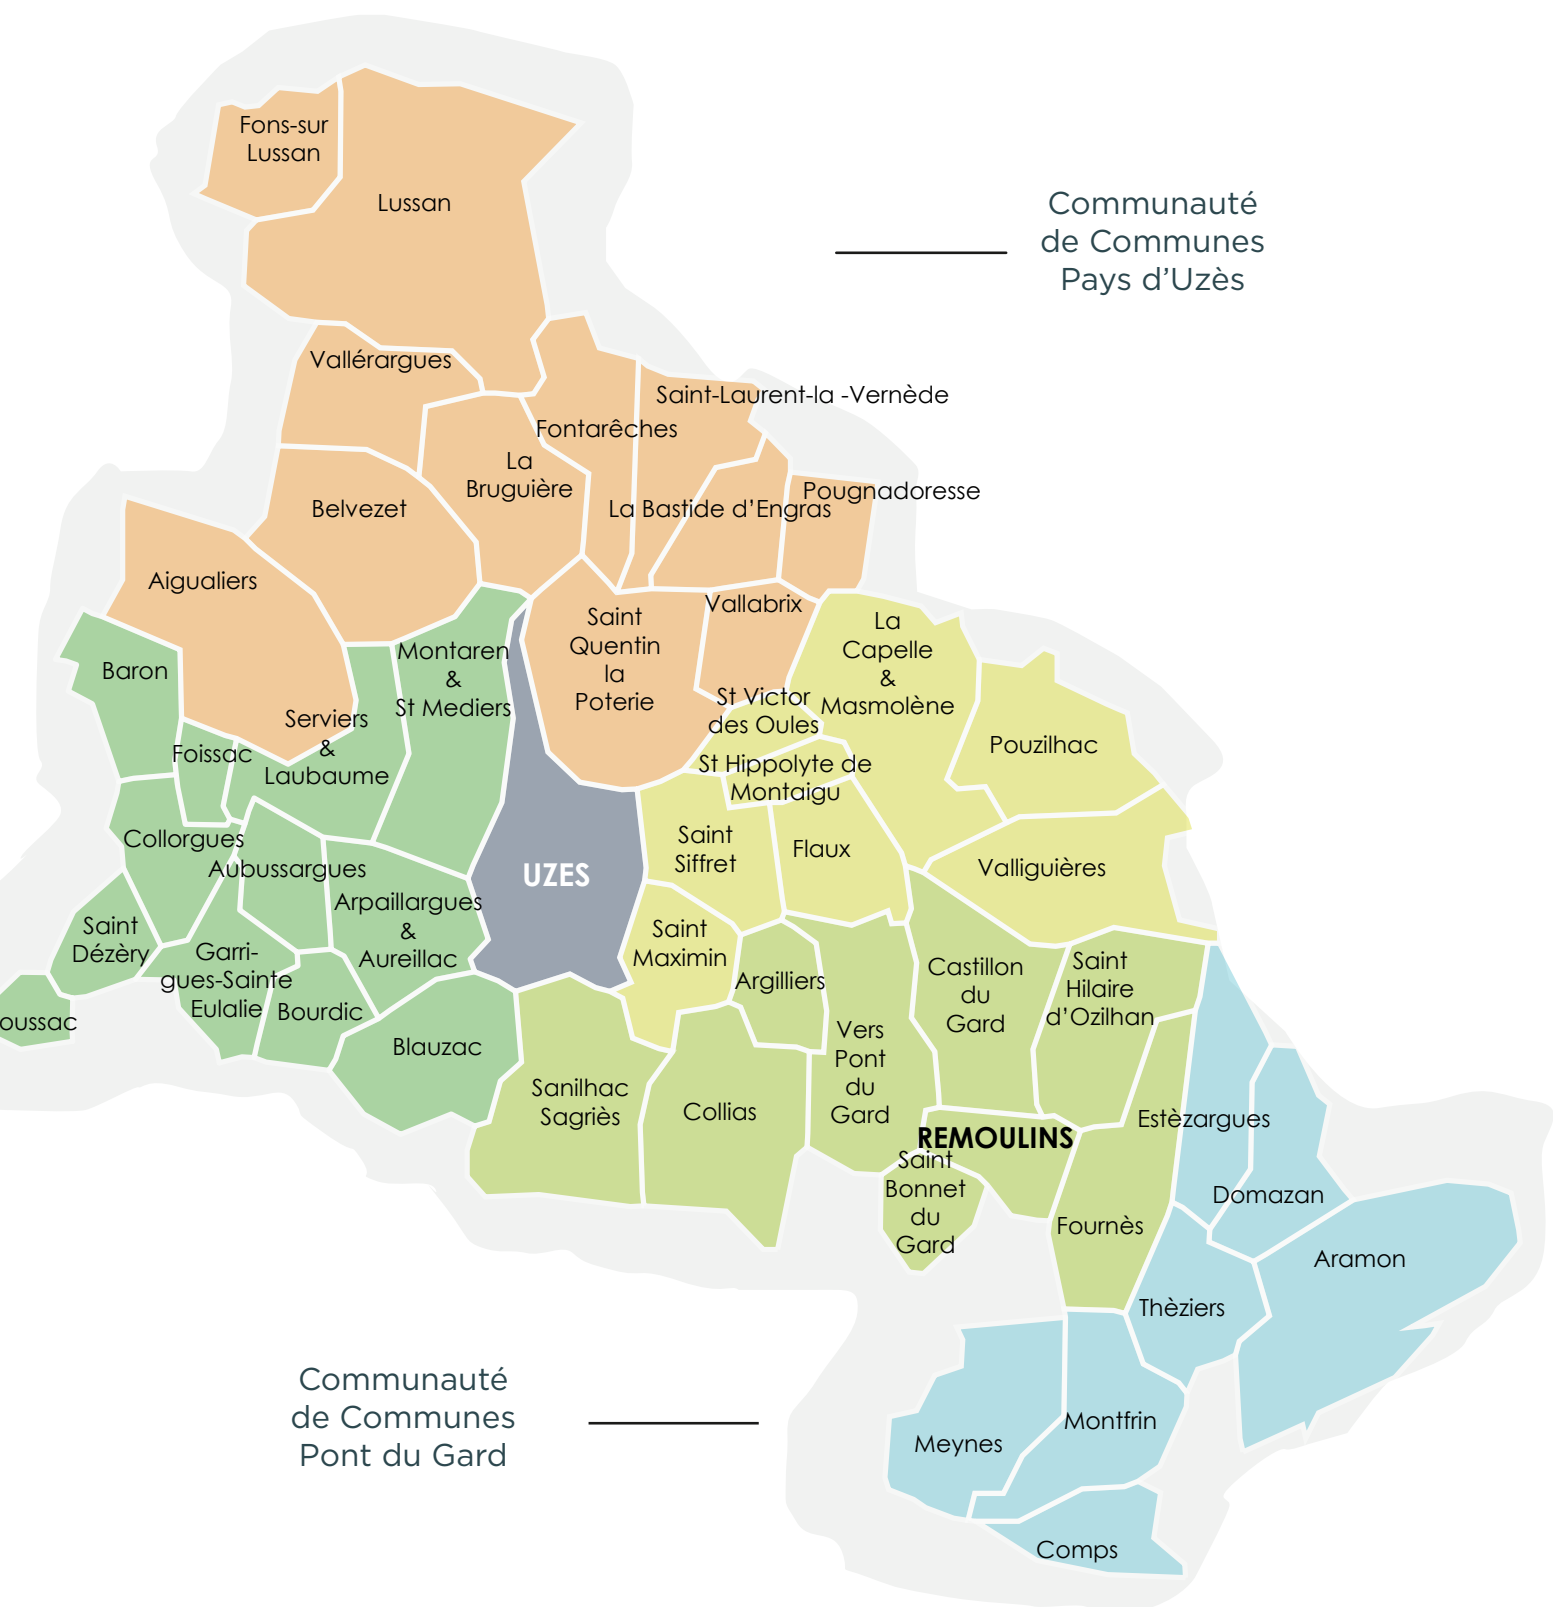 Fons-sur
Lussan
Lussan
Communauté
de Communes
Pays d'Uzès
Vallérargues
Saint-Laurent-la -Vernède
Fontarêches
La
Bruguière
Pougnadoresse
La Bastide d'Engras
Belvezet
Aigualiers
Vallabrix
Saint
Quentin
la
Poterie
La
Capelle
&
Masmolène
Montaren
&
St Mediers
Baron
St Victor
des Oules
Serviers
&
Laubaume
Foissac
Pouzilhac
St Hippolyte de
Montaigu
Collorgues
Saint
Siffret
Flaux
Aubussargues
UZES
Valliguières
Arpaillargues
&
Aureillac
Saint
Dézèry
Saint
Maximin
Garri-
gues-Sainte
Eulalie
Argilliers
Castillon
du
Gard
Saint
Hilaire
d'Ozilhan
oussac
Bourdic
Blauzac
Vers
Pont
du
Gard
Sanilhac
Sagriès
Collias
Estèzargues
REMOULINS
Saint
Bonnet
du
Gard
Domazan
Fournès
Aramon
Thèziers
Communauté
de Communes
Pont du Gard
Montfrin
Meynes
Comps